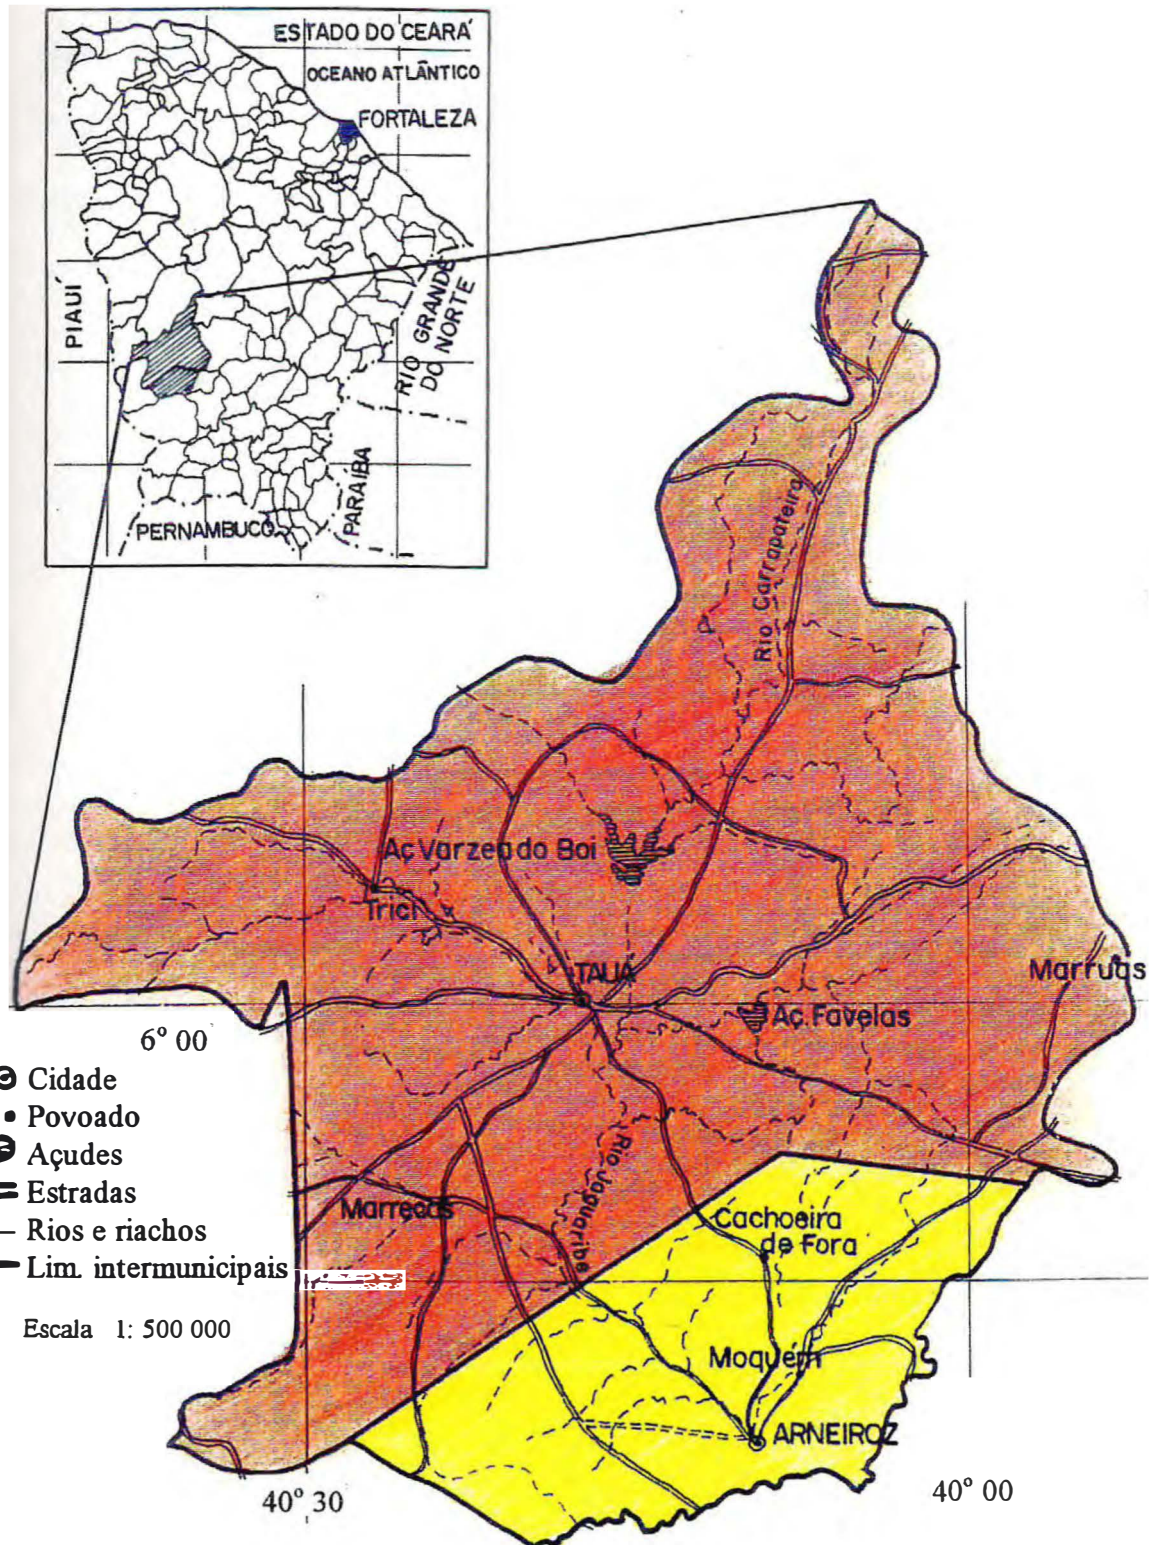 ESTADO DO CEARÁ
OCEANO ATLÂNTICO
FORTALEZA
PIAUÍ
RIO GRANDE
DO NORTE
PARAÍBA
PERNAMBUCO
Rio Carrapateira
Aç Varzea do Boi
Trici
TAUÁ
Marruás
Aç. Favelas
6° 00
Cidade
Povoado
Açudes
Estradas
Rios e riachos
Lim. intermunicipais
Escala 1: 500 000
Marrecas
Rio Jaguaribe
Cachoeira
de Fora
Moquém
ARNEIROZ
40° 30
40° 00